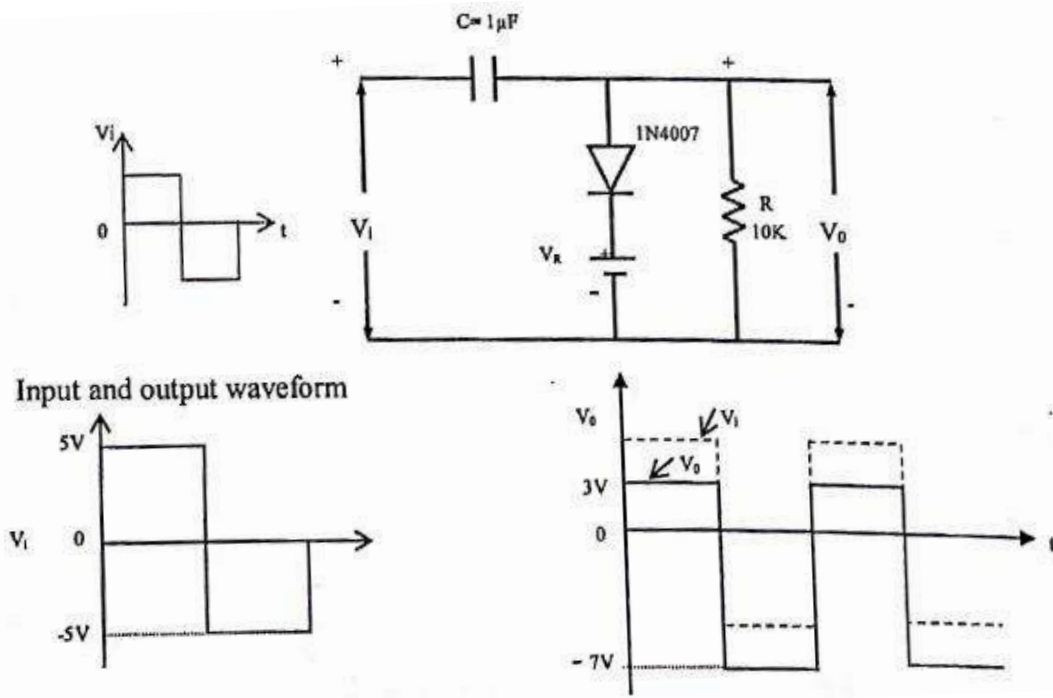 C= 1µF
+
+
Vi
1N4007
0
t
Vi
R
10K
V0
VR
+
-
-
-
Input and output waveform
5V
Vi
0
-5V
V0
Vi
V0
3V
0
t
- 7V